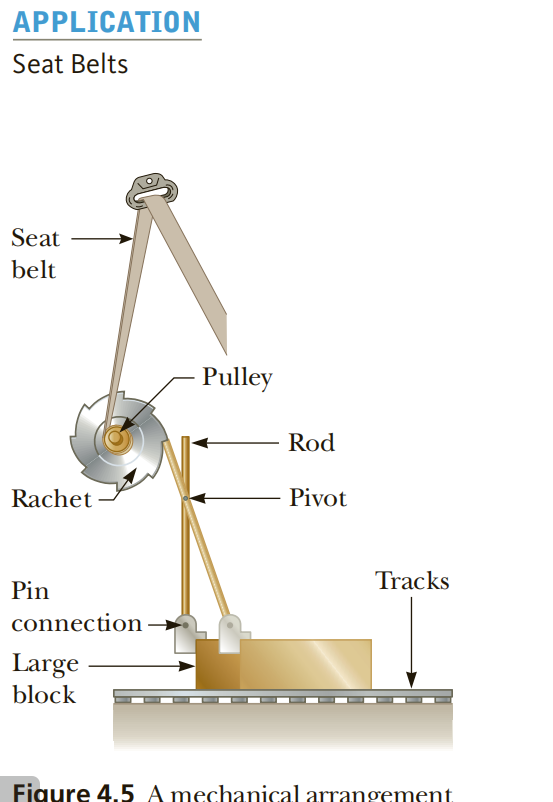 APPLICATION
Seat Belts
Seat
belt
Pulley
Rod
Rachet
Pivot
Pin
connection
Tracks
Large
block
Figure 4.5 A mechanical arrangement